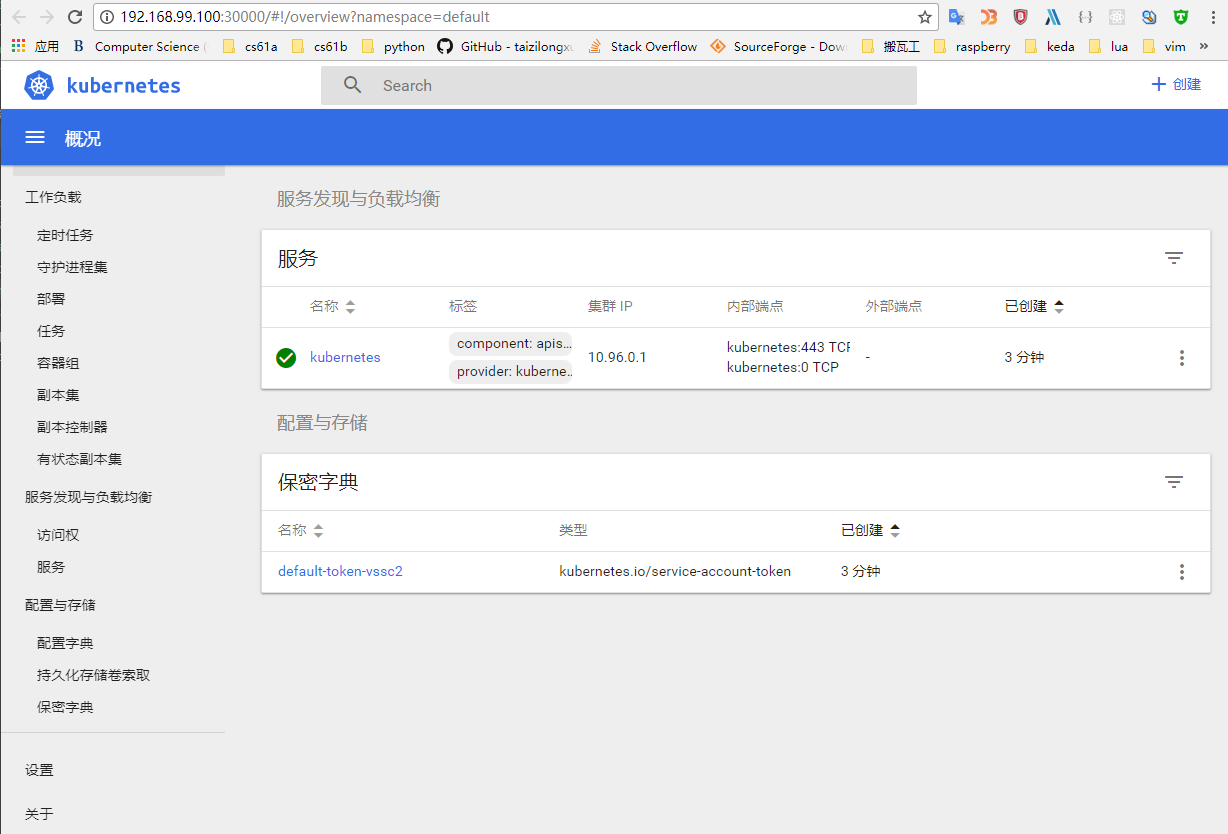 192.168.99.100:30000/#!/overview?namespace=default
应用 Computer Science cs61a cs61b python GitHub - taizilongxu Stack Overflow SourceForge - Dow 搬瓦工 raspberry keda lua vim »
kubernetes Search + 创建
概况
工作负载
定时任务
守护进程集
部署
任务
容器组
副本集
副本控制器
有状态副本集
服务发现与负载均衡
访问权
服务
配置与存储
配置字典
持久化存储卷索取
保密字典
设置
关于
服务发现与负载均衡
服务
名称 标签 集群 IP 内部端点 外部端点 已创建
kubernetes component: apis... 10.96.0.1 kubernetes:443 TCP - 3 分钟
provider: kuberne... kubernetes:0 TCP
配置与存储
保密字典
名称 类型 已创建
default-token-vssc2 kubernetes.io/service-account-token 3 分钟